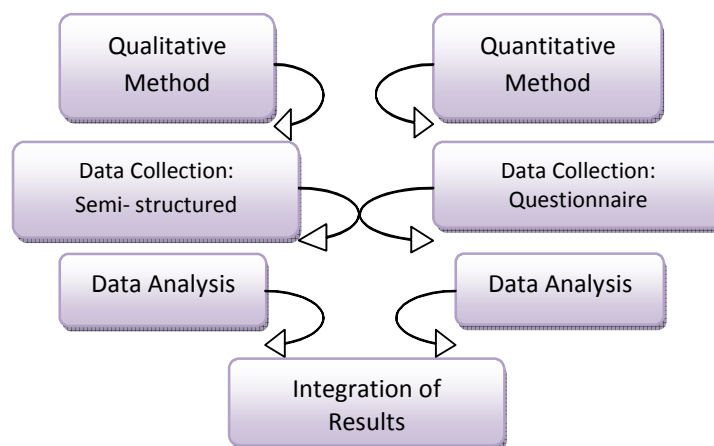 Qualitative
Method
Quantitative
Method
Data Collection:
Semi- structured
Data Collection:
Questionnaire
Data Analysis
Data Analysis
Integration of
Results